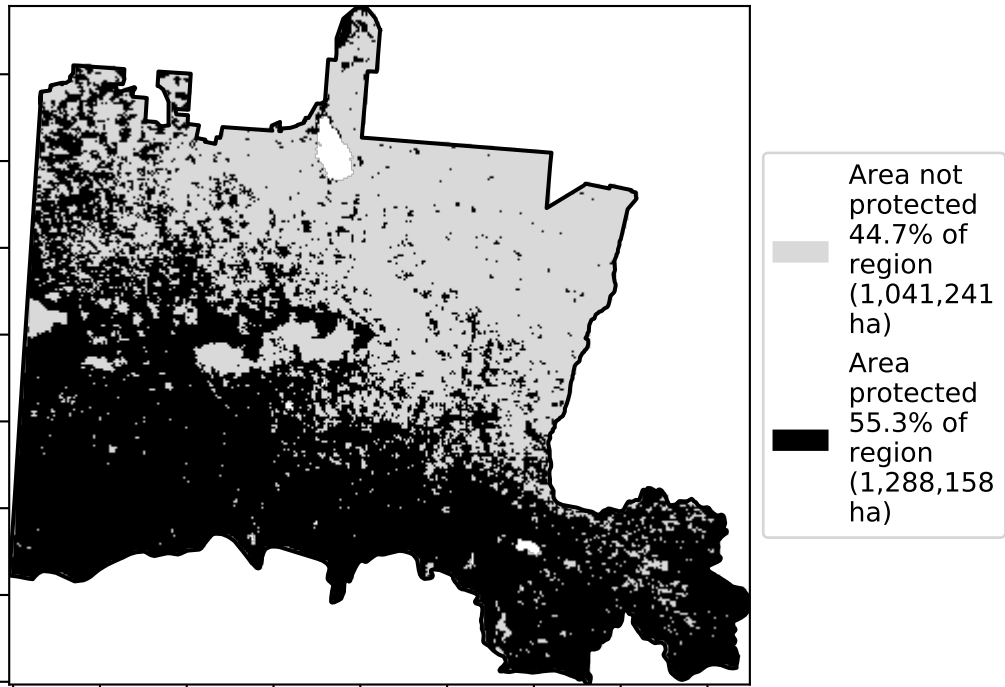 Area not
protected
44.7% of
region
(1,041,241
ha)
Area
protected
55.3% of
region
(1,288,158
ha)